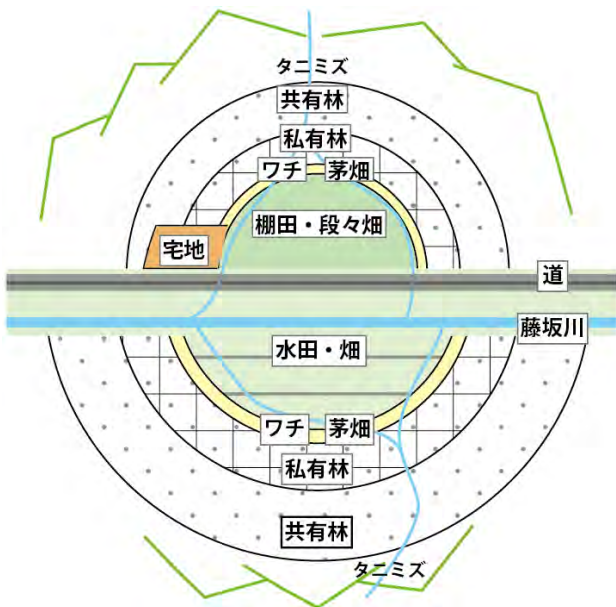 タニミズ
共有林
私有林
ワチ 茅畑
棚田・段々畑
宅地
道
藤坂川
水田・畑
ワチ 茅畑
私有林
共有林
タニミズ